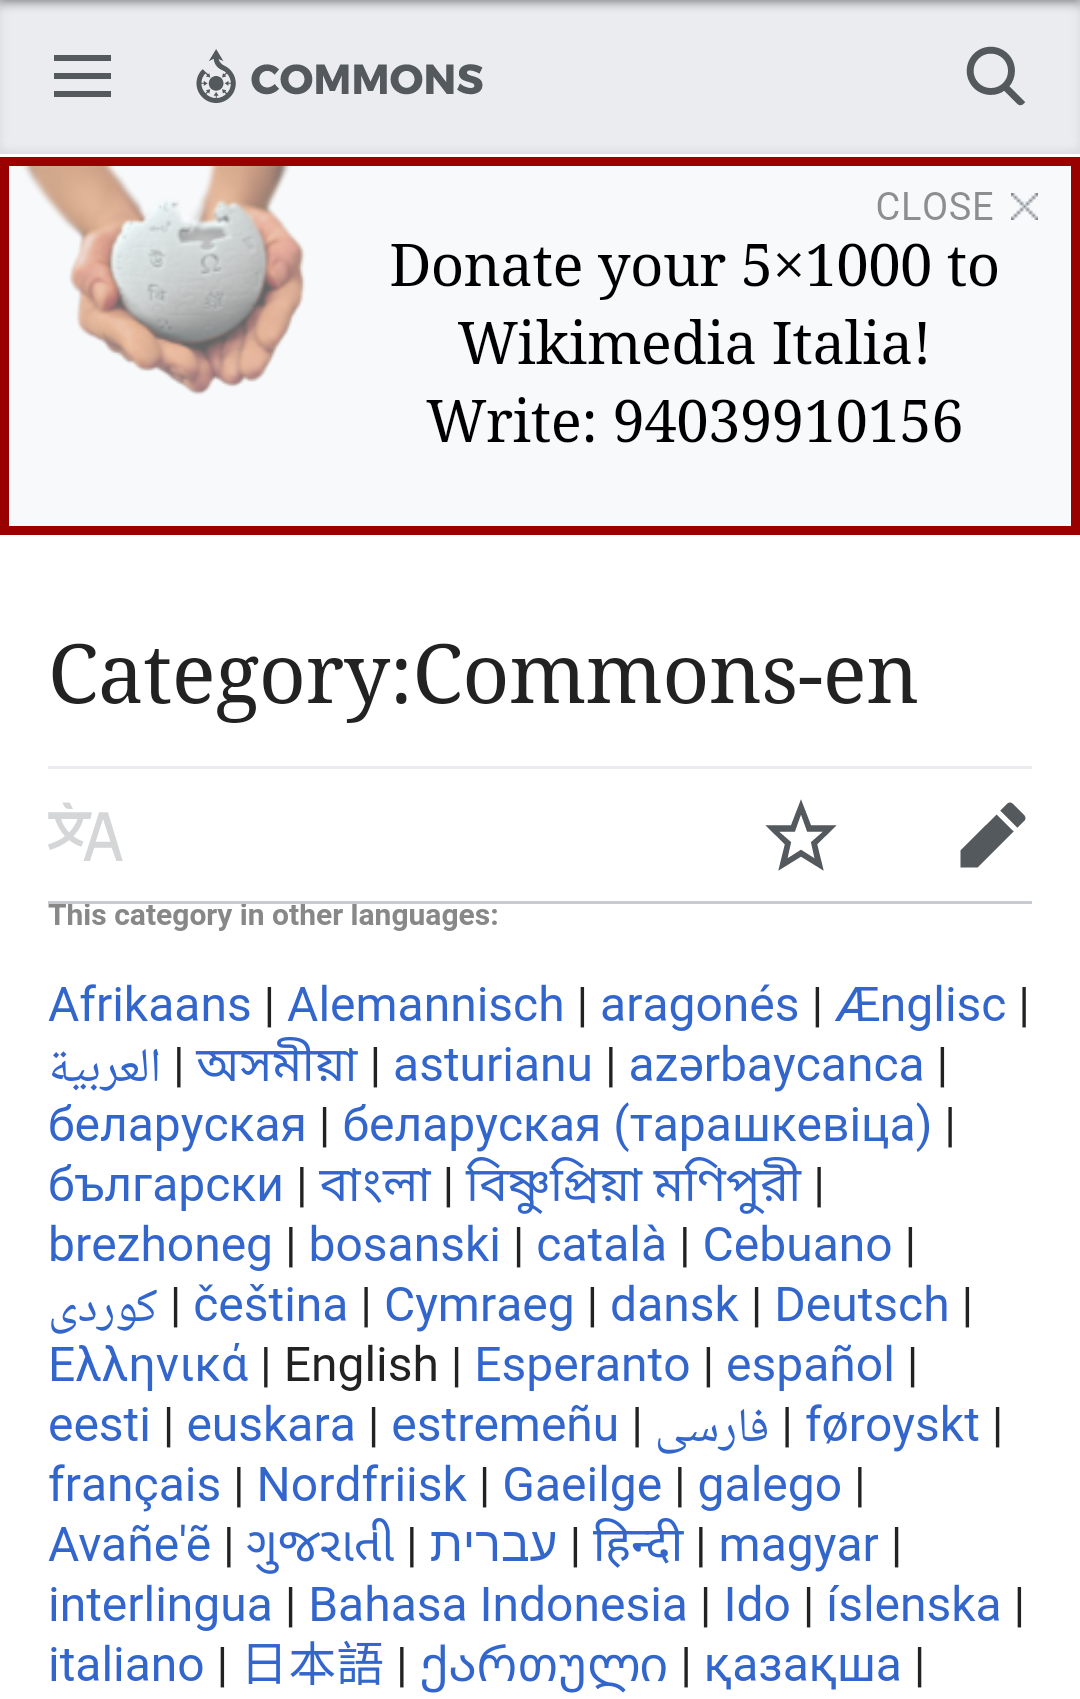 COMMONS
CLOSE
Donate your 5×1000 to
Wikimedia Italia!
Write: 94039910156
Category:Commons-en
This category in other languages:
Afrikaans | Alemannisch | aragonés | Ænglisc |
العربية | অসমীয়া | asturianu | azərbaycanca |
беларуская | беларуская (тарашкевіца) |
български | বাংলা | বিষ্ণুপ্রিয়া মণিপুরী |
brezhoneg | bosanski | català | Cebuano |
کوردی | čeština | Cymraeg | dansk | Deutsch |
Ελληνικά | English | Esperanto | español |
eesti | euskara | estremeñu | فارسی | føroyskt |
français | Nordfriisk | Gaeilge | galego |
Avañe'ẽ | ગુજરાતી | עברית | हिन्दी | magyar |
interlingua | Bahasa Indonesia | Ido | íslenska |
italiano | 日本語 | ქართული | қазақша |